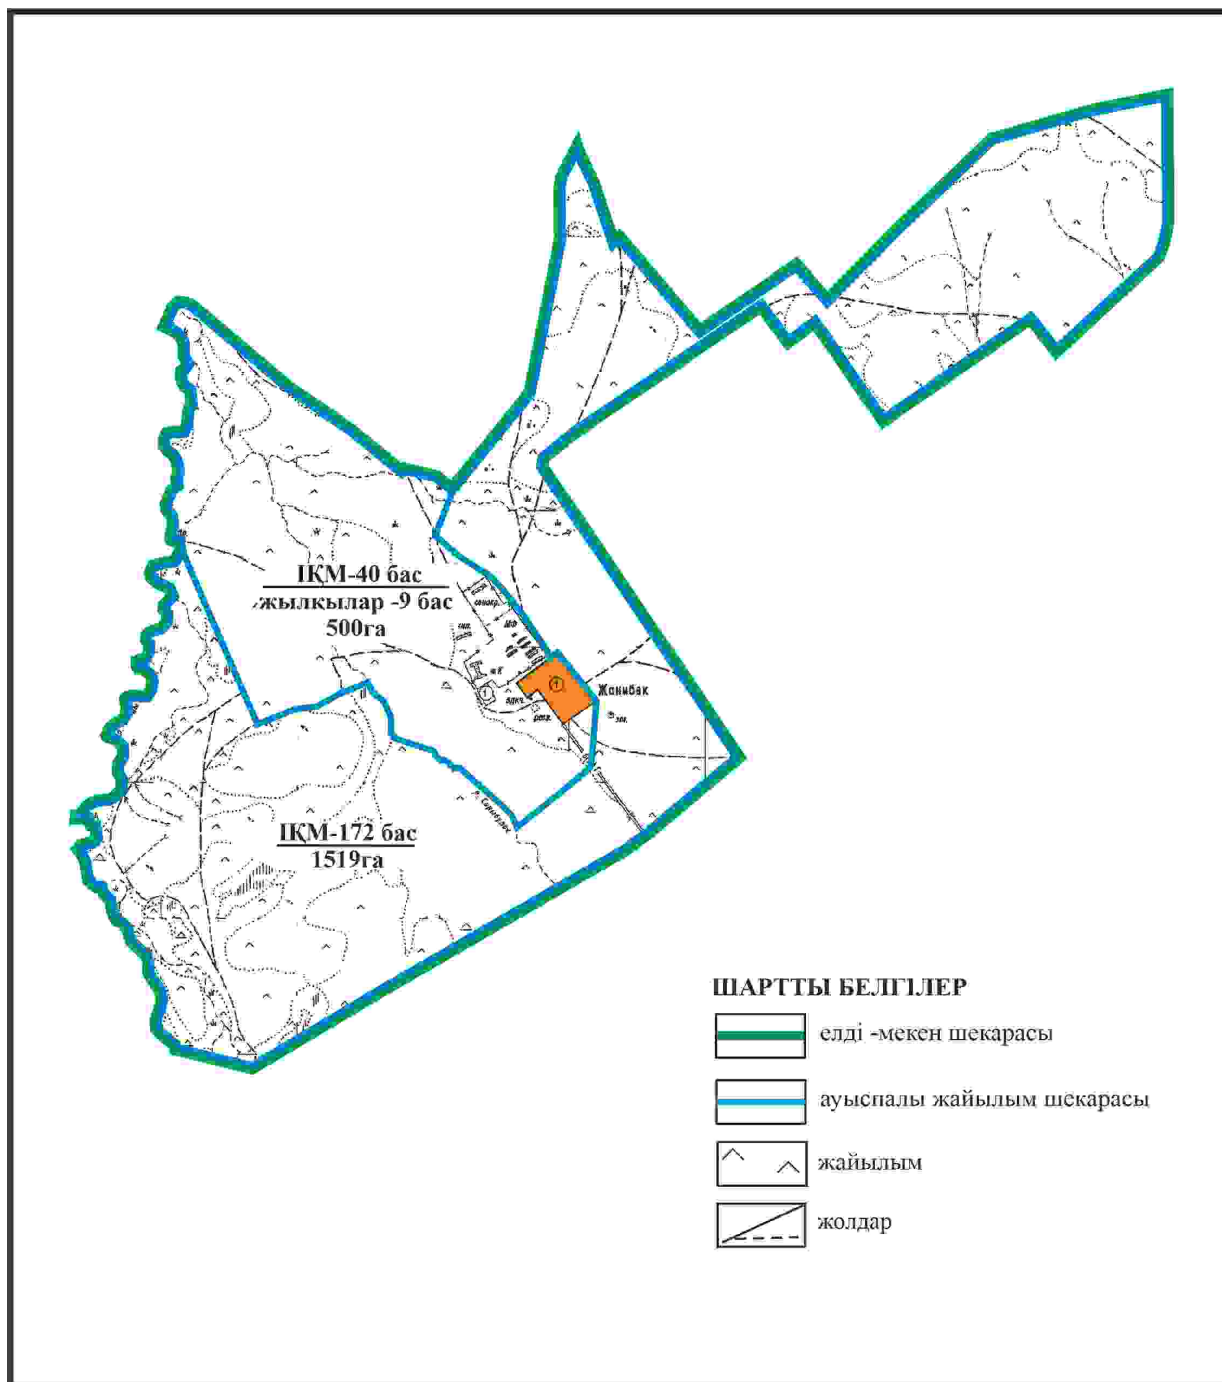 ІҚМ-40 бас
жылқылар -9 бас
500га
Жанибак
ІҚМ-172 бас
1519га
ШАРТТЫ БЕЛГІЛЕР
елді -мекен шекарасы
ауыспалы жайылым шекарасы
жайылым
жолдар